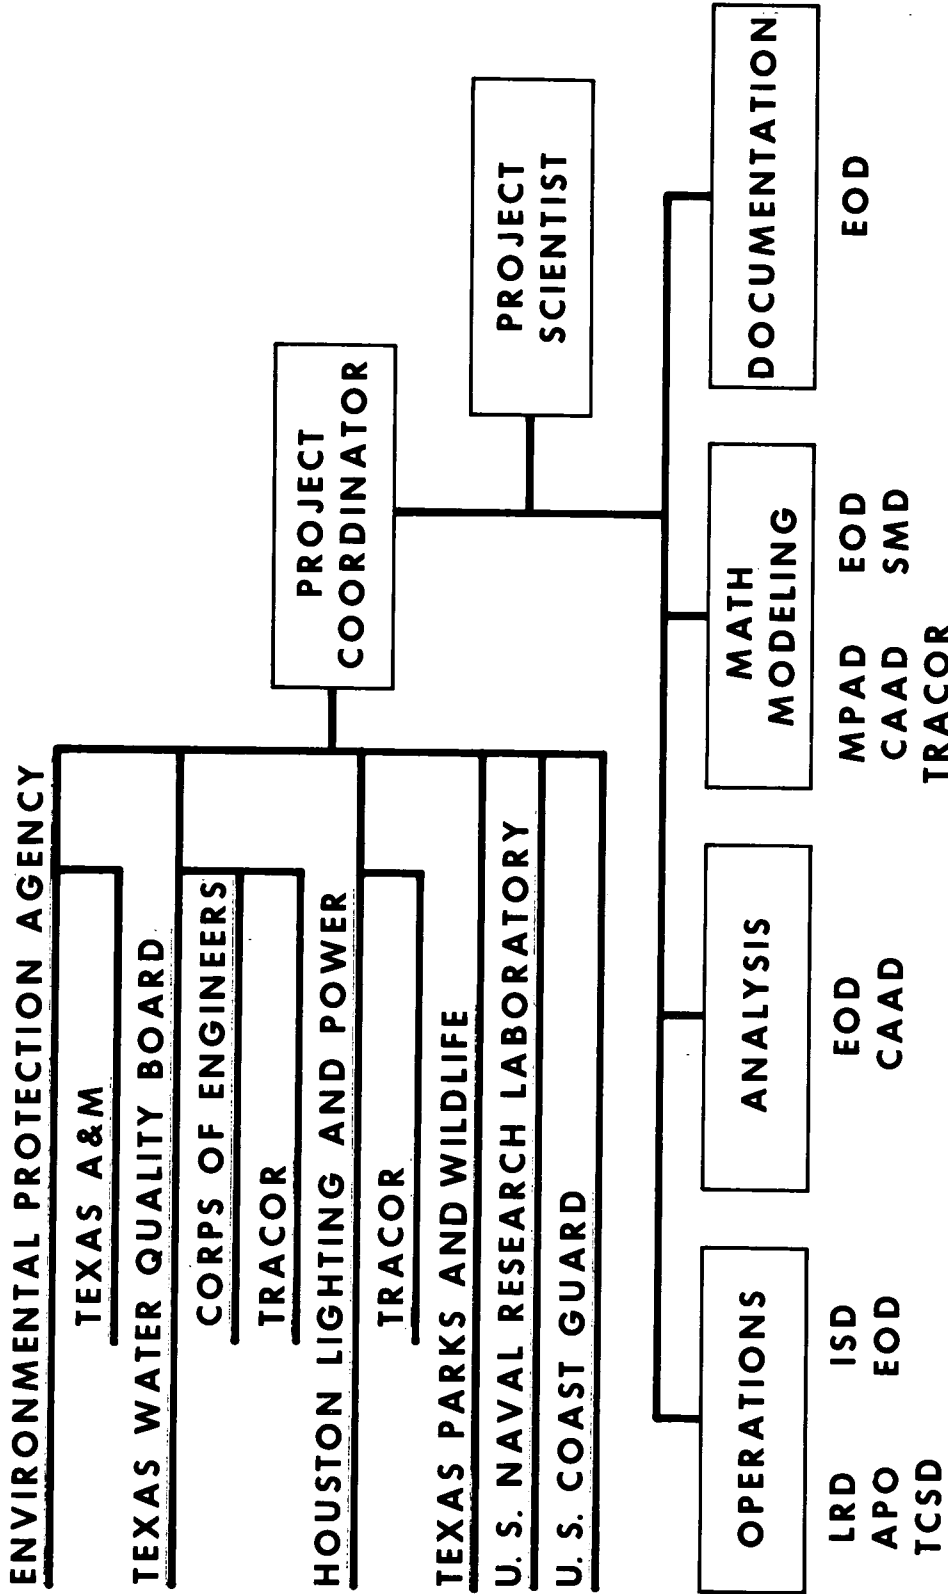 ENVIRONMENTAL PROTECTION AGENCY
TEXAS A&M
TEXAS WATER QUALITY BOARD
CORPS OF ENGINEERS
TRACOR
HOUSTON LIGHTING AND POWER
TRACOR
TEXAS PARKS AND WILDLIFE
U. S. NAVAL RESEARCH LABORATORY
U. S. COAST GUARD
PROJECT
COORDINATOR
PROJECT
SCIENTIST
OPERATIONS
LRD ISD
APO EOD
TCSD
ANALYSIS
EOD
CAAD
MATH
MODELING
MPAD EOD
CAAD SMD
TRACOR
DOCUMENTATION
EOD